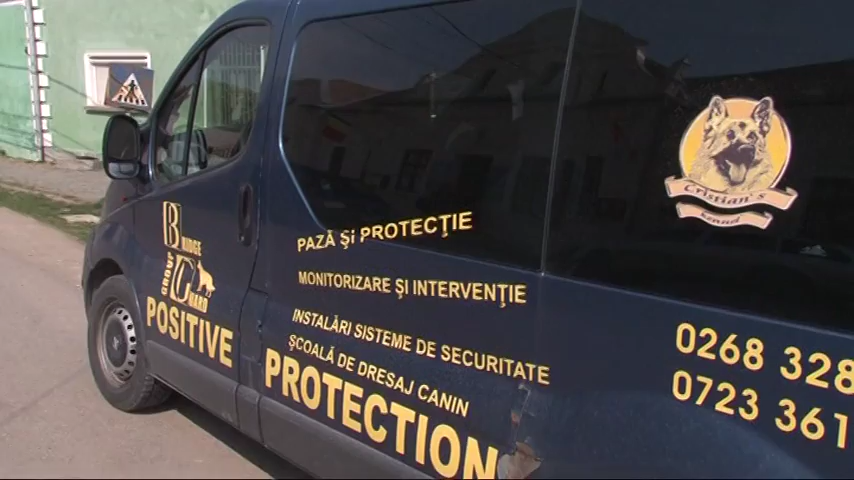 BRIDGE
GROUP
GUARD
POSITIVE
PAZĂ ŞI PROTECŢIE
MONITORIZARE ŞI INTERVENŢIE
INSTALĂRI SISTEME DE SECURITATE
ŞCOALĂ DE DRESAJ CANIN
PROTECTION
Cristian's
kennel
0268 328
0723 361